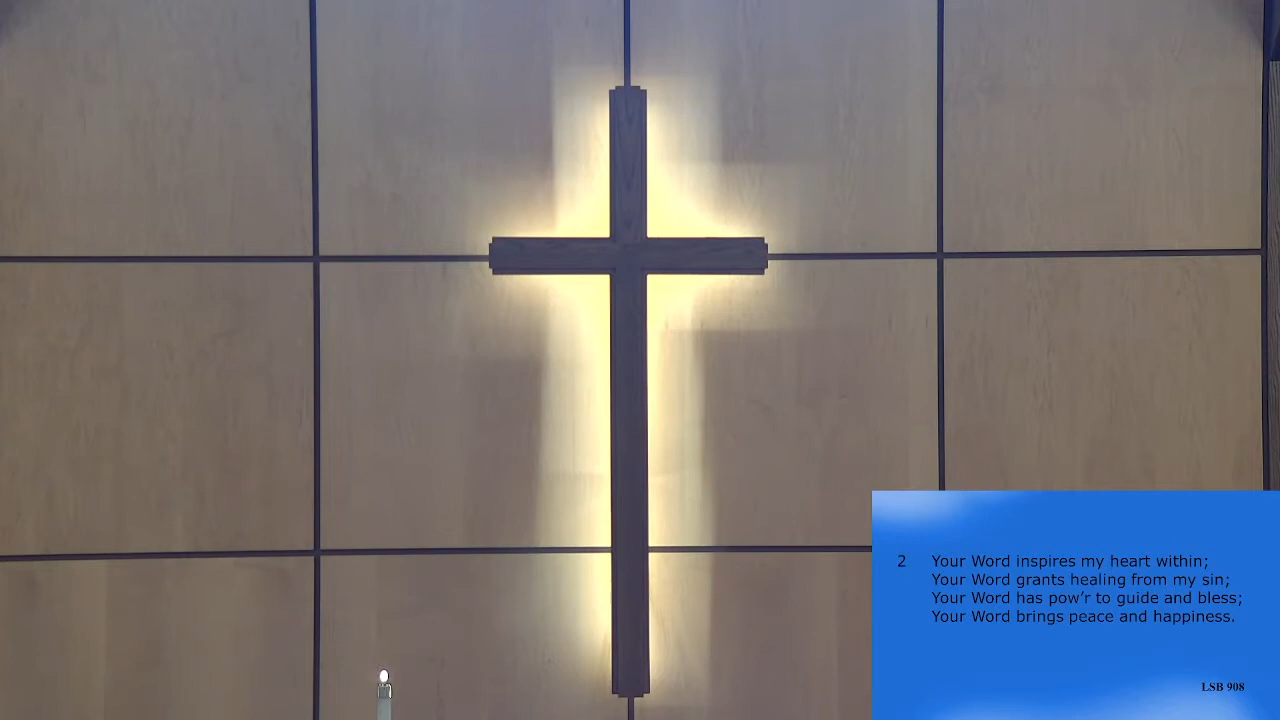 2 Your Word inspires my heart within;
Your Word grants healing from my sin;
Your Word has pow’r to guide and bless;
Your Word brings peace and happiness.
LSB 908